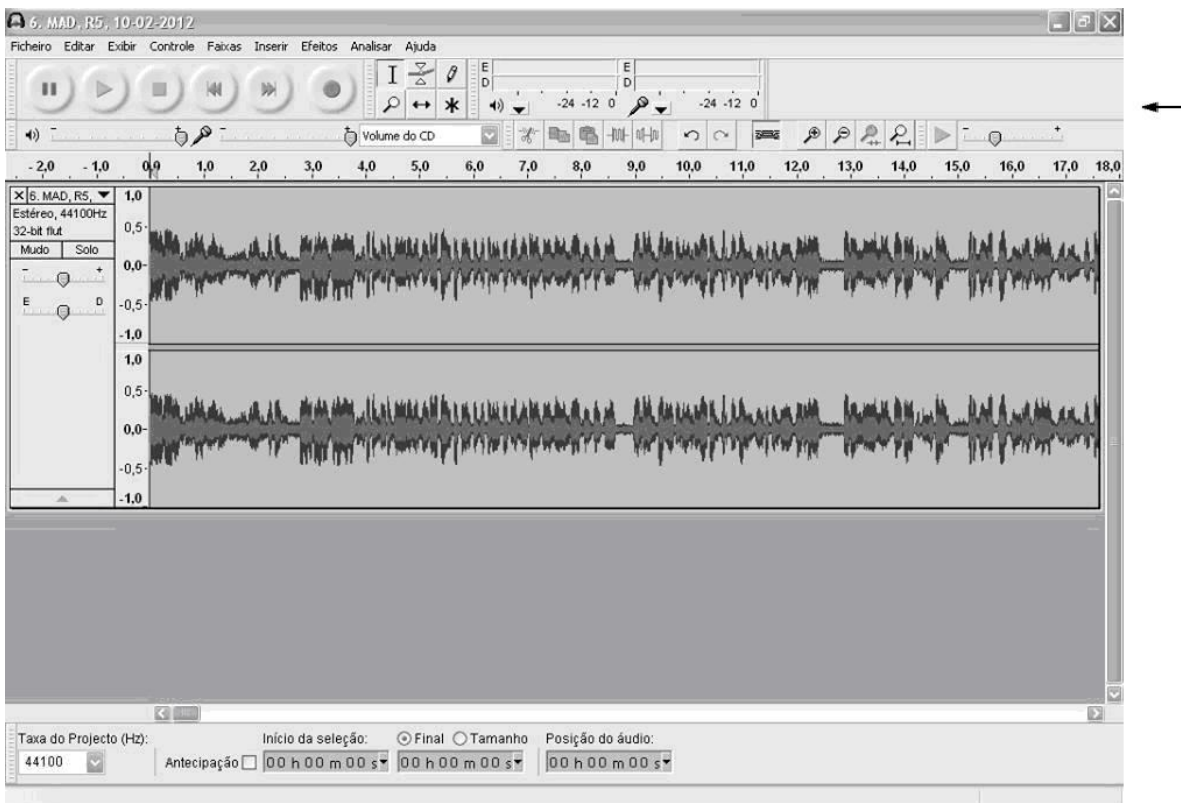 6. MAD, R5, 10-02-2012
Ficheiro Editar Exibir Controle Faixas Inserir Efeitos Analisar Ajuda
E E
D D
-24 -12 0 -24 -12 0
Volume do CD
- 2,0 - 1,0 0,0 1,0 2,0 3,0 4,0 5,0 6,0 7,0 8,0 9,0 10,0 11,0 12,0 13,0 14,0 15,0 16,0 17,0 18,0
6. MAD, R5, 1,0
Estéreo, 44100Hz
32-bit flut 0,5
Mudo Solo
- + 0,0
E D -0,5
-1,0
1,0
0,5
0,0
-0,5
-1,0
Taxa do Projecto (Hz): Início da seleção: Final Tamanho Posição do áudio:
44100 Antecipação 00 h 00 m 00 s 00 h 00 m 00 s 00 h 00 m 00 s